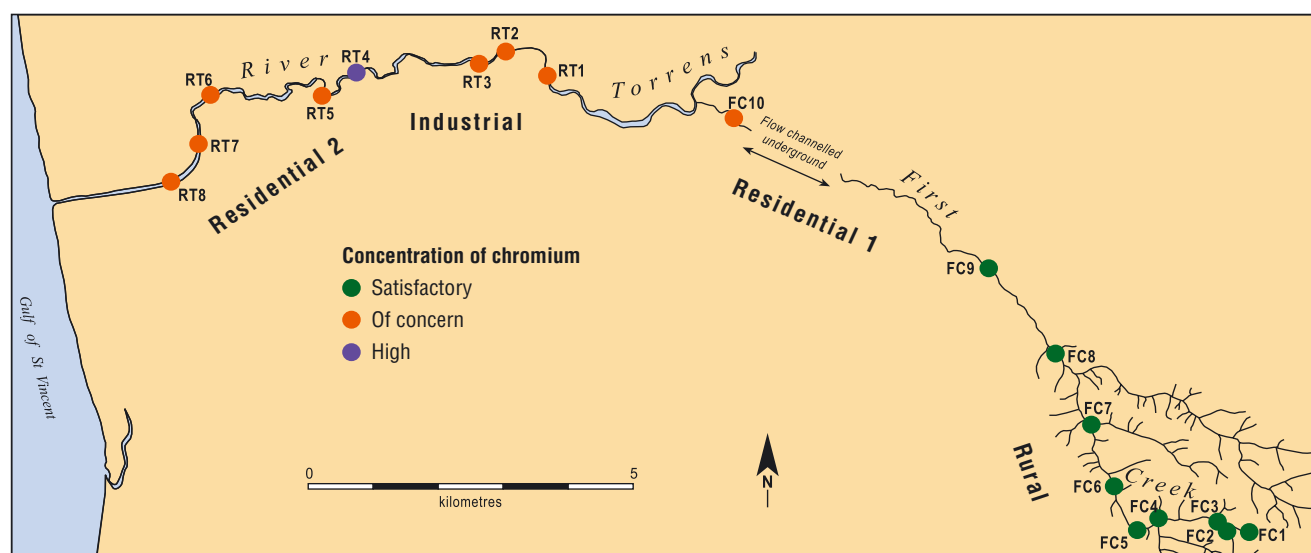 RT2
RT4
River
RT6
RT3
RT1
Torrens
RT5
FC10
Industrial
Flow channelled
underground
RT7
RT8
Residential 2
First
Residential 1
Concentration of chromium
Satisfactory
Of concern
High
FC9
Gulf of St Vincent
FC8
FC7
Rural
0
5
kilometres
N
FC6
Creek
FC4
FC3
FC5
FC2
FC1